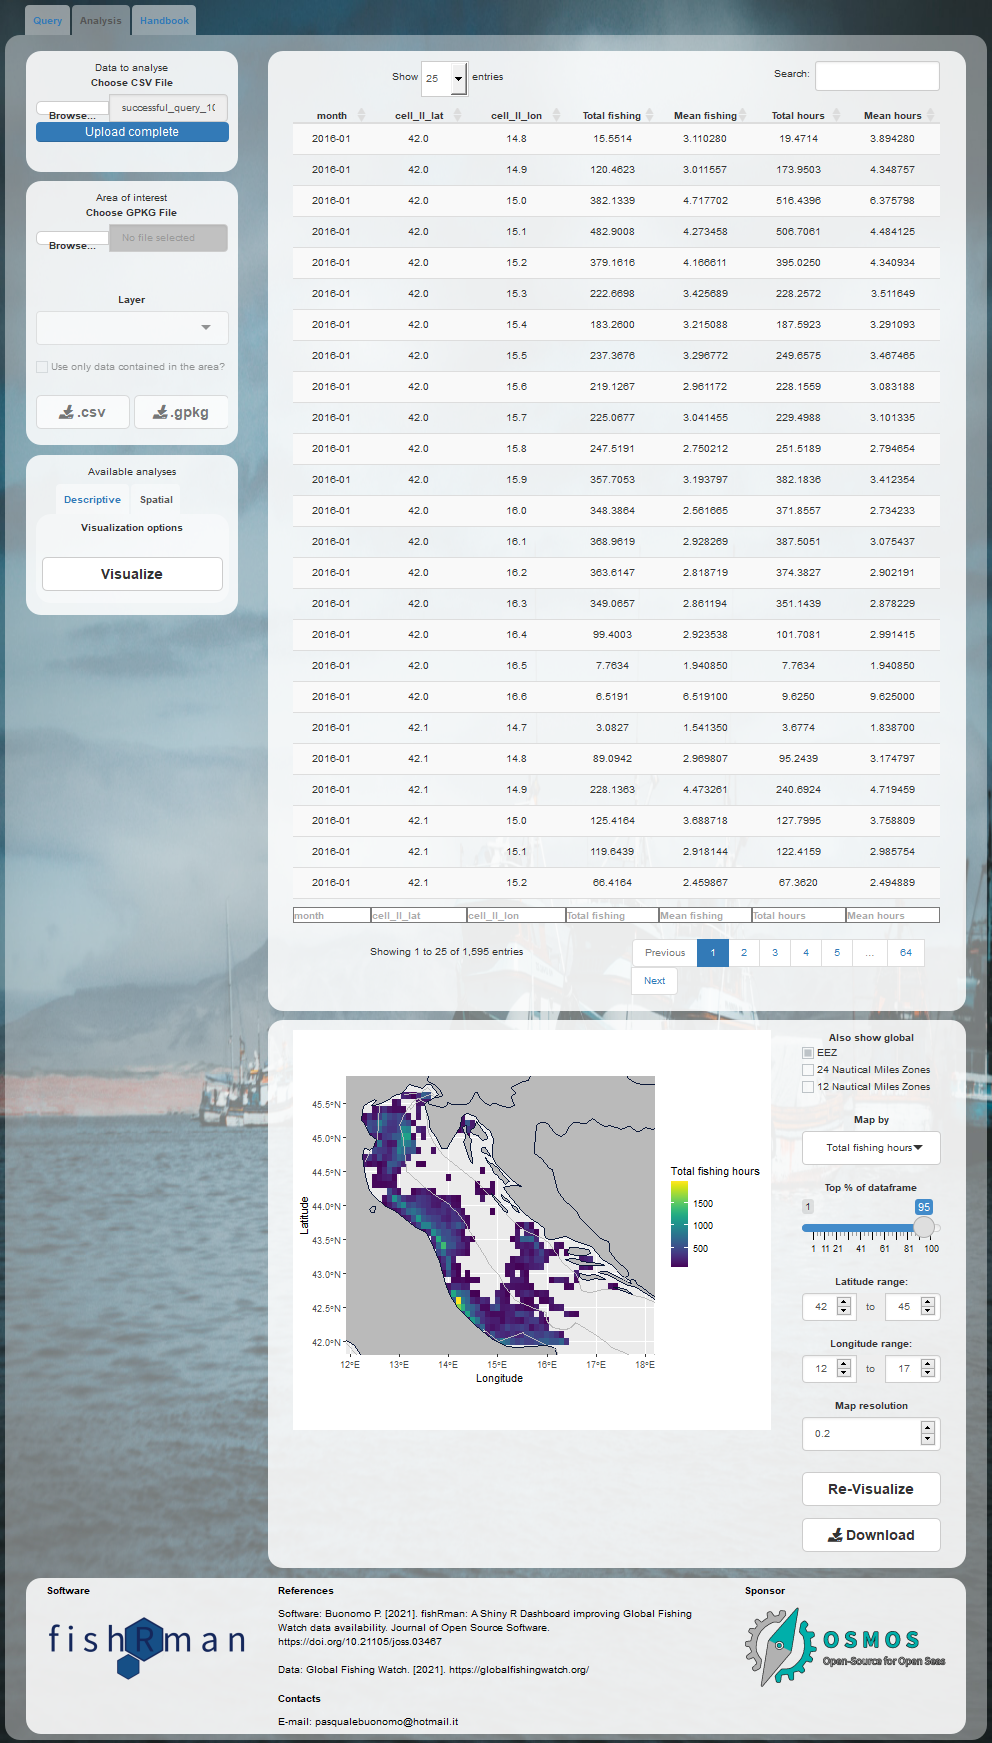 Query Analysis Handbook
Data to analyse
Choose CSV File
Browse... successful_query_1(
Upload complete
Area of interest
Choose GPKG File
Browse... No file selected
Layer
Use only data contained in the area?
.csv .gpkg
Available analyses
Descriptive Spatial
Visualization options
Visualize
Show 25 entries Search:
month cell_ll_lat cell_ll_lon Total fishing Mean fishing Total hours Mean hours
2016-01 42.0 14.8 15.5514 3.110280 19.4714 3.894280
2016-01 42.0 14.9 120.4623 3.011557 173.9503 4.348757
2016-01 42.0 15.0 382.1339 4.717702 516.4396 6.375798
2016-01 42.0 15.1 482.9008 4.273458 506.7061 4.484125
2016-01 42.0 15.2 379.1616 4.166611 395.0250 4.340934
2016-01 42.0 15.3 222.6698 3.425689 228.2572 3.511649
2016-01 42.0 15.4 183.2600 3.215088 187.5923 3.291093
2016-01 42.0 15.5 237.3676 3.296772 249.6575 3.467465
2016-01 42.0 15.6 219.1267 2.961172 228.1559 3.083188
2016-01 42.0 15.7 225.0677 3.041455 229.4988 3.101335
2016-01 42.0 15.8 247.5191 2.750212 251.5189 2.794654
2016-01 42.0 15.9 357.7053 3.193797 382.1836 3.412354
2016-01 42.0 16.0 348.3864 2.561665 371.8557 2.734233
2016-01 42.0 16.1 368.9619 2.928269 387.5051 3.075437
2016-01 42.0 16.2 363.6147 2.818719 374.3827 2.902191
2016-01 42.0 16.3 349.0657 2.861194 351.1439 2.878229
2016-01 42.0 16.4 99.4003 2.923538 101.7081 2.991415
2016-01 42.0 16.5 7.7634 1.940850 7.7634 1.940850
2016-01 42.0 16.6 6.5191 6.519100 9.6250 9.625000
2016-01 42.1 14.7 3.0827 1.541350 3.6774 1.838700
2016-01 42.1 14.8 89.0942 2.969807 95.2439 3.174797
2016-01 42.1 14.9 228.1363 4.473261 240.6924 4.719459
2016-01 42.1 15.0 125.4164 3.688718 127.7995 3.758809
2016-01 42.1 15.1 119.6439 2.918144 122.4159 2.985754
2016-01 42.1 15.2 66.4164 2.459867 67.3620 2.494889
month cell_ll_lat cell_ll_lon Total fishing Mean fishing Total hours Mean hours
Showing 1 to 25 of 1,595 entries Previous 1 2 3 4 5 ... 64
Next
45.5°N
45.0°N
44.5°N
44.0°N
43.5°N
43.0°N
42.5°N
42.0°N
Latitude
12°E 13°E 14°E 15°E 16°E 17°E 18°E
Longitude
Total fishing hours
1500
1000
500
Also show global
EEZ
24 Nautical Miles Zones
12 Nautical Miles Zones
Map by
Total fishing hours
Top % of dataframe
1 95
1 11 21 41 61 81 100
Latitude range:
42 to 45
Longitude range:
12 to 17
Map resolution
0.2
Re-Visualize
Download
Software
fishRman
References
Software: Buonomo P. [2021]. fishRman: A Shiny R Dashboard improving Global Fishing
Watch data availability. Journal of Open Source Software.
https://doi.org/10.21105/joss.03467
Data: Global Fishing Watch. [2021]. https://globalfishingwatch.org/
Contacts
E-mail: pasqualebuonomo@hotmail.it
Sponsor
OSMOS
Open-Source for Open Seas